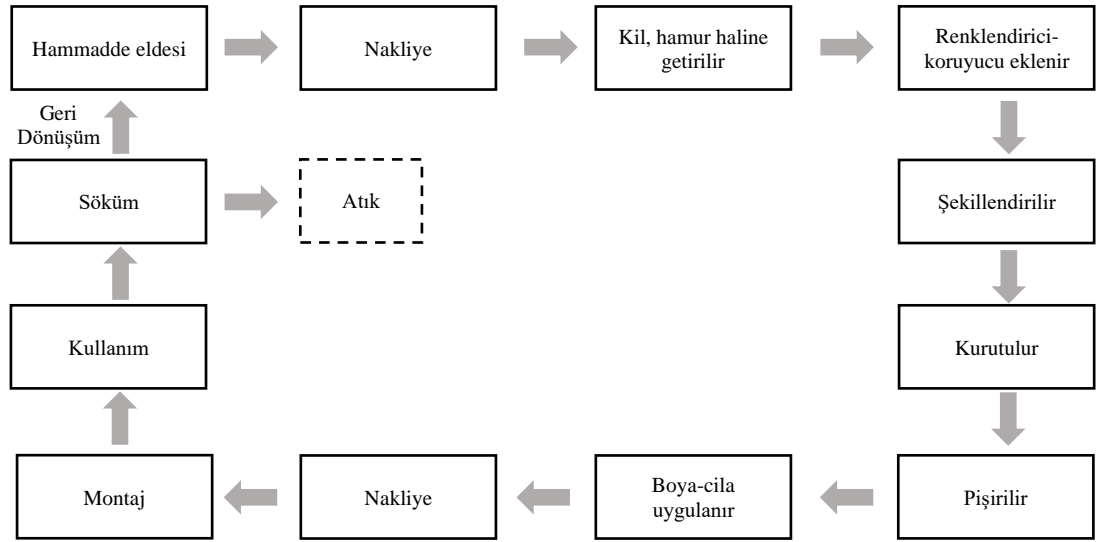 Hammadde eldesi
Nakliye
Kil, hamur haline
getirilir
Renklendirici-
koruyucu eklenir
Geri
Dönüşüm
Söküm
Atık
Şekillendirilir
Kullanım
Kurutulur
Montaj
Nakliye
Boya-cila
uygulanır
Pişirilir